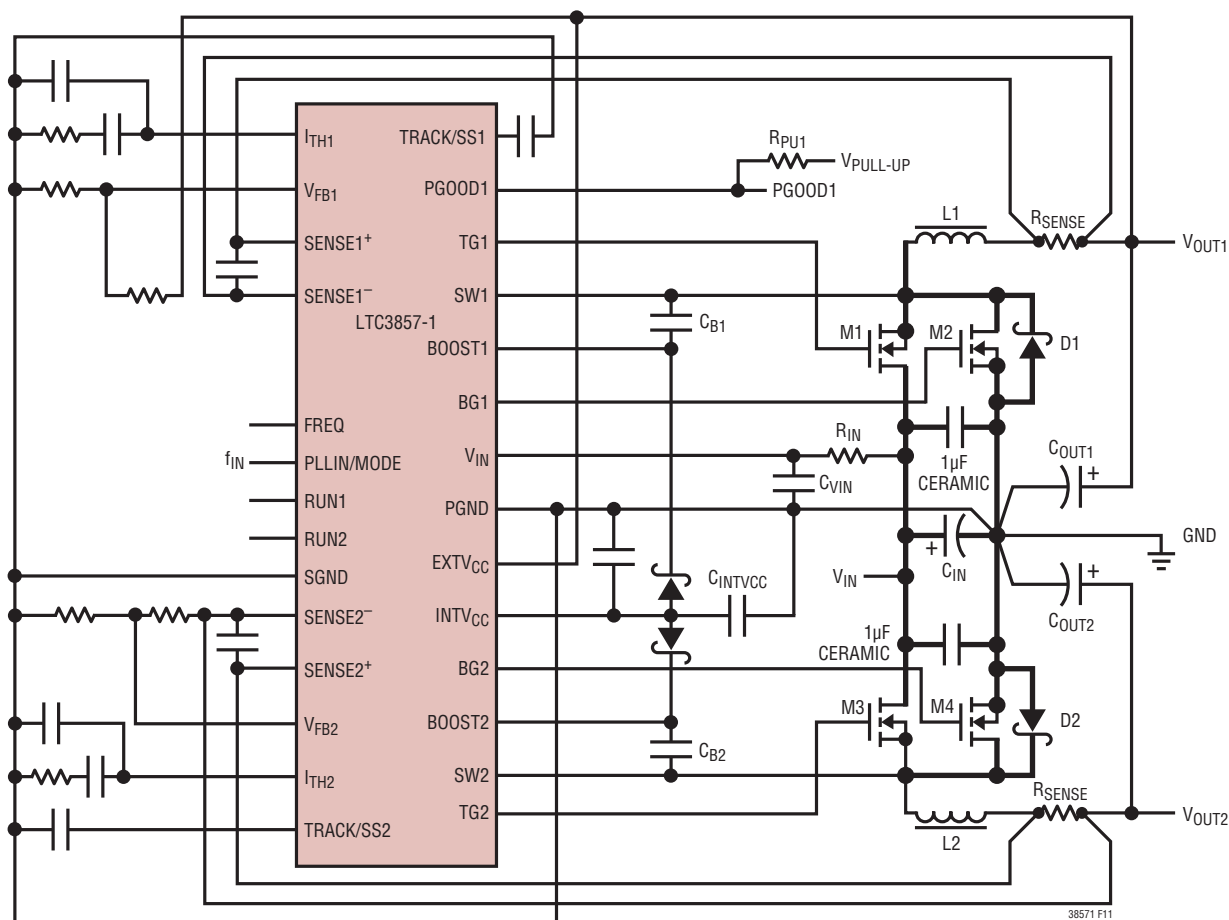 I_TH1
V_FB1
SENSE1+
SENSE1–
LTC3857-1
FREQ
f_IN
PLLIN/MODE
RUN1
RUN2
SGND
SENSE2–
SENSE2+
V_FB2
I_TH2
TRACK/SS2
TRACK/SS1
PGOOD1
TG1
SW1
BOOST1
BG1
V_IN
PGND
EXTV_CC
INTV_CC
BG2
BOOST2
SW2
TG2
R_PU1
V_PULL-UP
PGOOD1
L1
R_SENSE
V_OUT1
C_B1
M1
M2
D1
R_IN
1µF
CERAMIC
C_OUT1
+
C_VIN
GND
+
C_IN
V_IN
C_INTVCC
+
C_OUT2
1µF
CERAMIC
M3
M4
D2
C_B2
R_SENSE
V_OUT2
L2
38571 F11